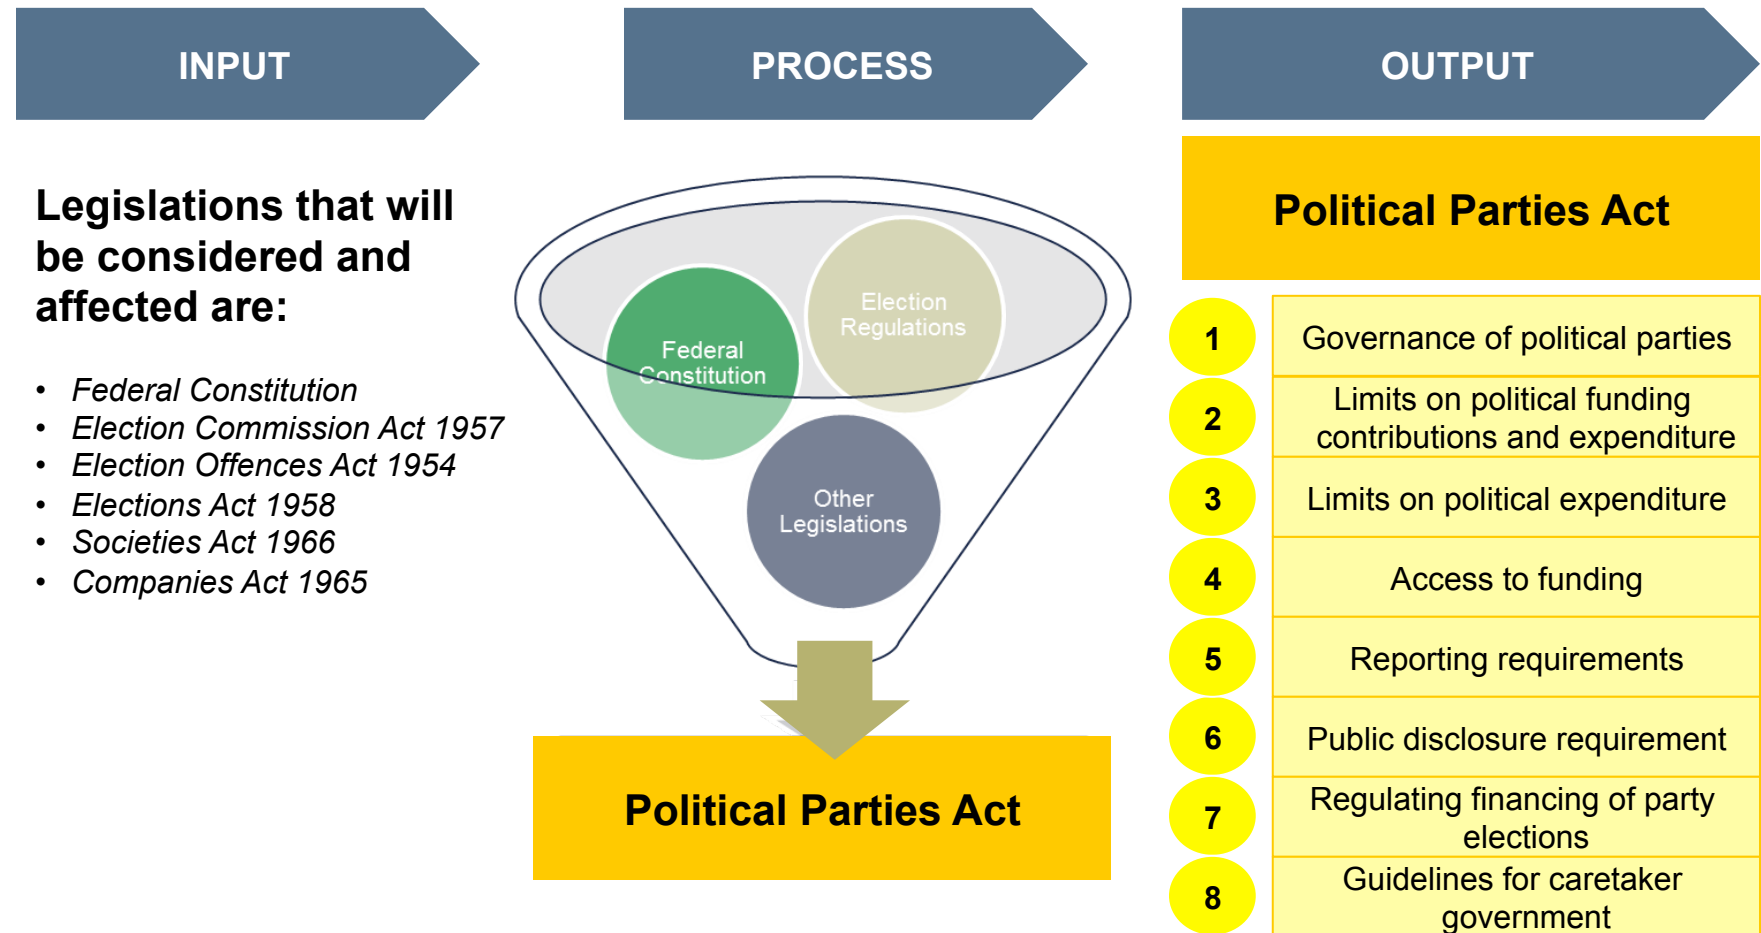 INPUT
PROCESS
OUTPUT
Legislations that will
be considered and
affected are:
• Federal Constitution
• Election Commission Act 1957
• Election Offences Act 1954
• Elections Act 1958
• Societies Act 1966
• Companies Act 1965
Election
Regulations
Federal
Constitution
Other
Legislations
Political Parties Act
Political Parties Act
1 Governance of political parties
2 Limits on political funding
contributions and expenditure
3 Limits on political expenditure
4 Access to funding
5 Reporting requirements
6 Public disclosure requirement
7 Regulating financing of party
elections
8 Guidelines for caretaker
government